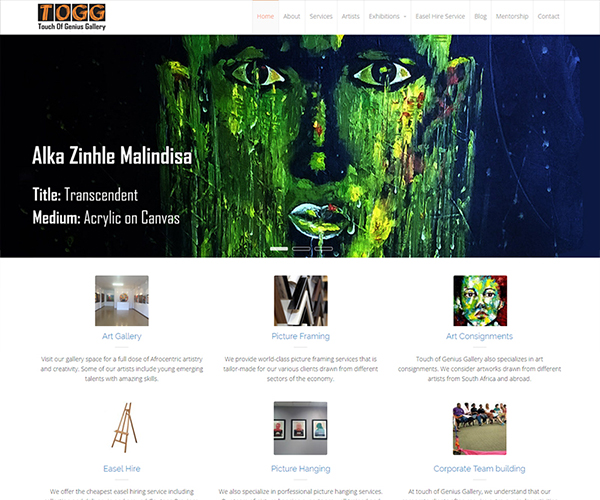 TOGG
Touch Of Genius Gallery
Home About Services Artists Exhibitions Easel Hire Service Blog Mentorship Contact
Alka Zinhle Malindisa
Title: Transcendent
Medium: Acrylic on Canvas
Art Gallery Picture Framing Art Consignments
Visit our gallery space for a full dose of Afrocentric artistry
and creativity. Some of our artists include young emerging
talents with amazing skills.
We provide world-class picture framing services that is
tailor-made for our various clients drawn from different
sectors of the economy.
Touch of Genius Gallery also specializes in art
consignments. We consider artworks drawn from different
artists from South Africa and abroad.
Easel Hire Picture Hanging Corporate Team building
We offer the cheapest easel hiring service including
We also specialize in porfessional picture hanging services.
At touch of Genius Gallery, we understand that